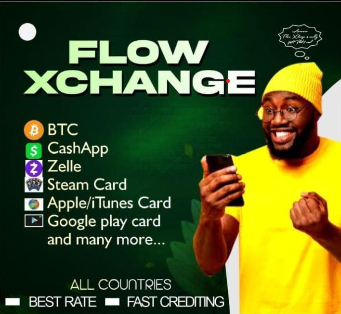 FLOW
XCHANGE
BTC
CashApp
Zelle
Steam Card
Apple/iTunes Card
Google play card
and many more...
ALL COUNTRIES
BEST RATE FAST CREDITING